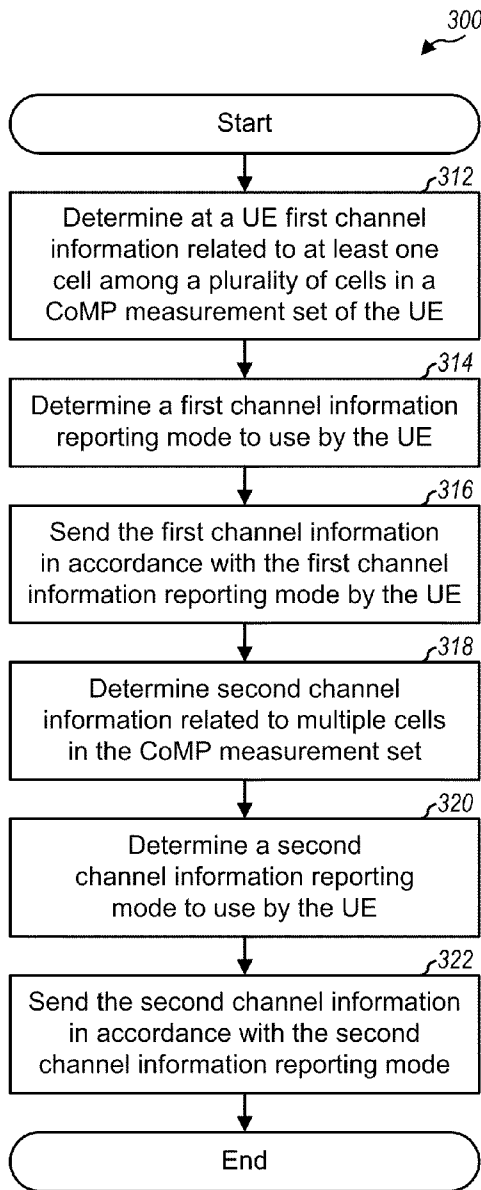 300
Start
312
Determine at a UE first channel
information related to at least one
cell among a plurality of cells in a
CoMP measurement set of the UE
314
Determine a first channel information
reporting mode to use by the UE
316
Send the first channel information
in accordance with the first channel
information reporting mode by the UE
318
Determine second channel
information related to multiple cells
in the CoMP measurement set
320
Determine a second
channel information reporting
mode to use by the UE
322
Send the second channel information
in accordance with the second
channel information reporting mode
End